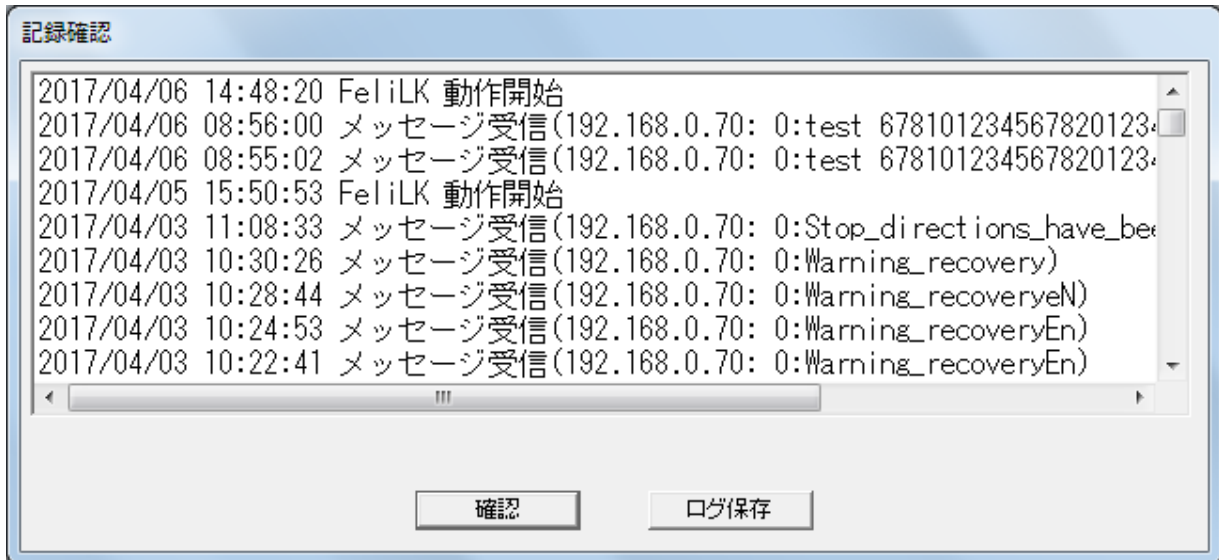 記録確認
2017/04/06 14:48:20 FeliLK 動作開始
2017/04/06 08:56:00 メッセージ受信(192.168.0.70: 0:test 6781012345678201234
2017/04/06 08:55:02 メッセージ受信(192.168.0.70: 0:test 6781012345678201234
2017/04/05 15:50:53 FeliLK 動作開始
2017/04/03 11:08:33 メッセージ受信(192.168.0.70: 0:Stop_directions_have_bee
2017/04/03 10:30:26 メッセージ受信(192.168.0.70: 0:Warning_recovery)
2017/04/03 10:28:44 メッセージ受信(192.168.0.70: 0:Warning_recoveryeN)
2017/04/03 10:24:53 メッセージ受信(192.168.0.70: 0:Warning_recoveryEn)
2017/04/03 10:22:41 メッセージ受信(192.168.0.70: 0:Warning_recoveryEn)
確認 ログ保存